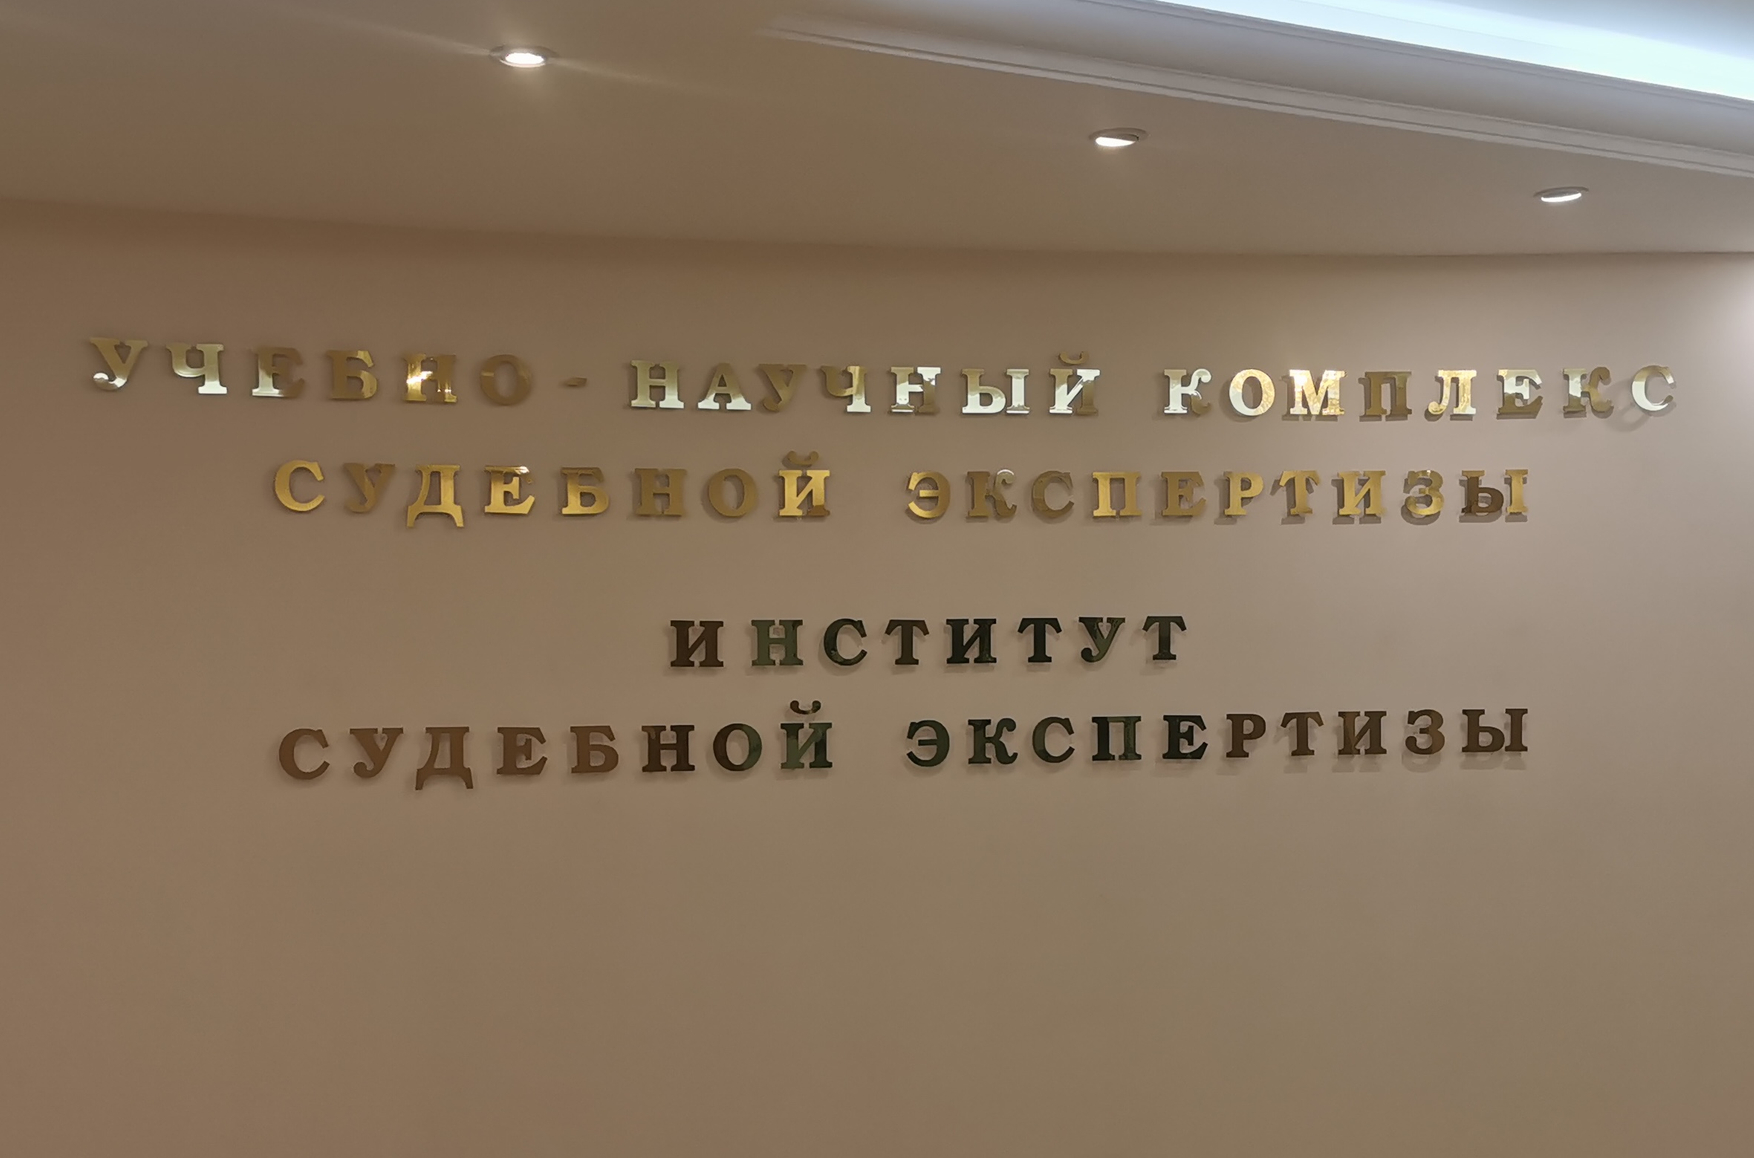 УЧЕБНО - НАУЧНЫЙ КОМПЛЕКС
СУДЕБНОЙ ЭКСПЕРТИЗЫ
ИНСТИТУТ
СУДЕБНОЙ ЭКСПЕРТИЗЫ